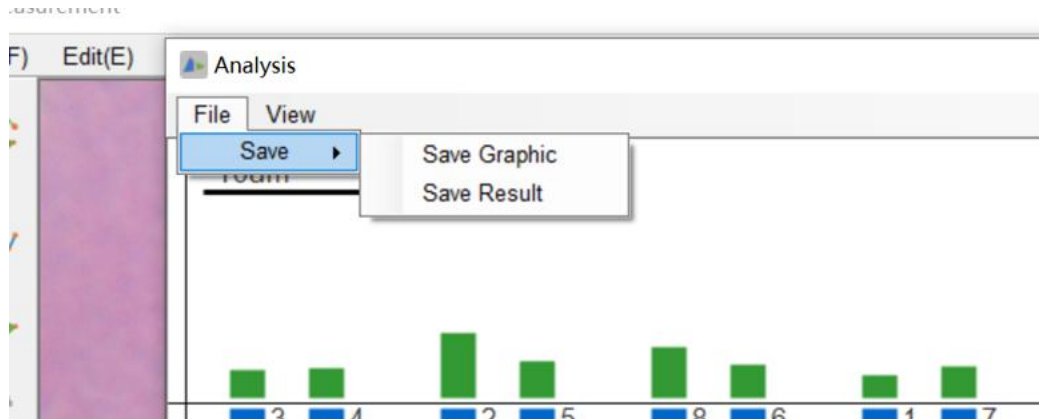 F) Edit(E)
Analysis
File View
Save
Save Graphic
Save Result
3 4 2 5 8 6 1 7